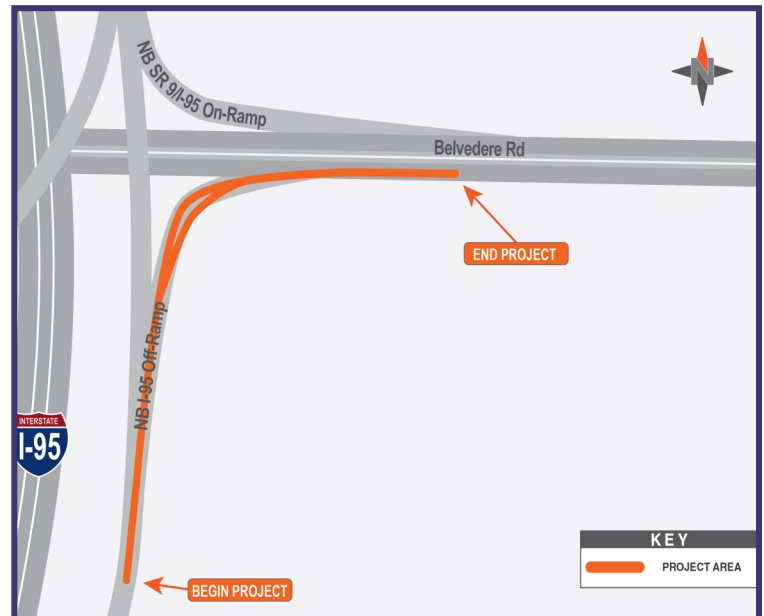 NB SR 9/I-95 On-Ramp
N
Belvedere Rd
END PROJECT
NB I-95 Off-Ramp
INTERSTATE
I-95
BEGIN PROJECT
KEY
PROJECT AREA